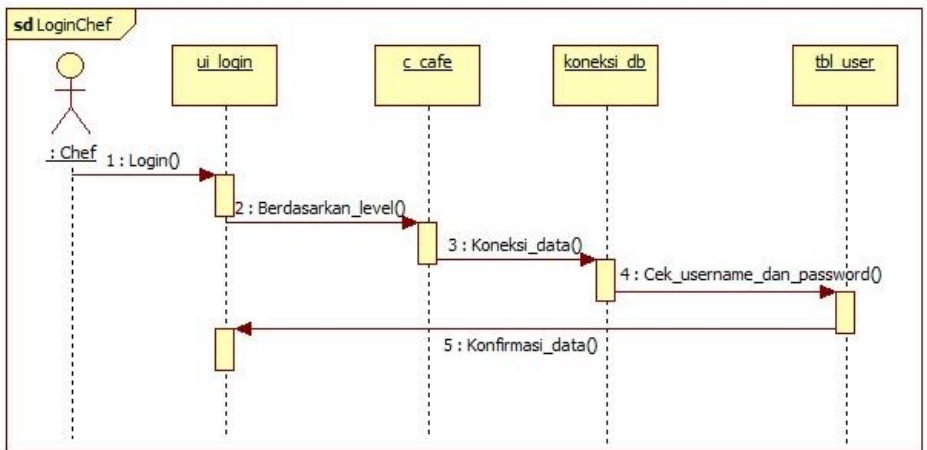 sd LoginChef
ui_login
c_cafe
koneksi_db
tbl_user
: Chef
1 : Login()
2 : Berdasarkan_level()
3 : Koneksi_data()
4 : Cek_username_dan_password()
5 : Konfirmasi_data()